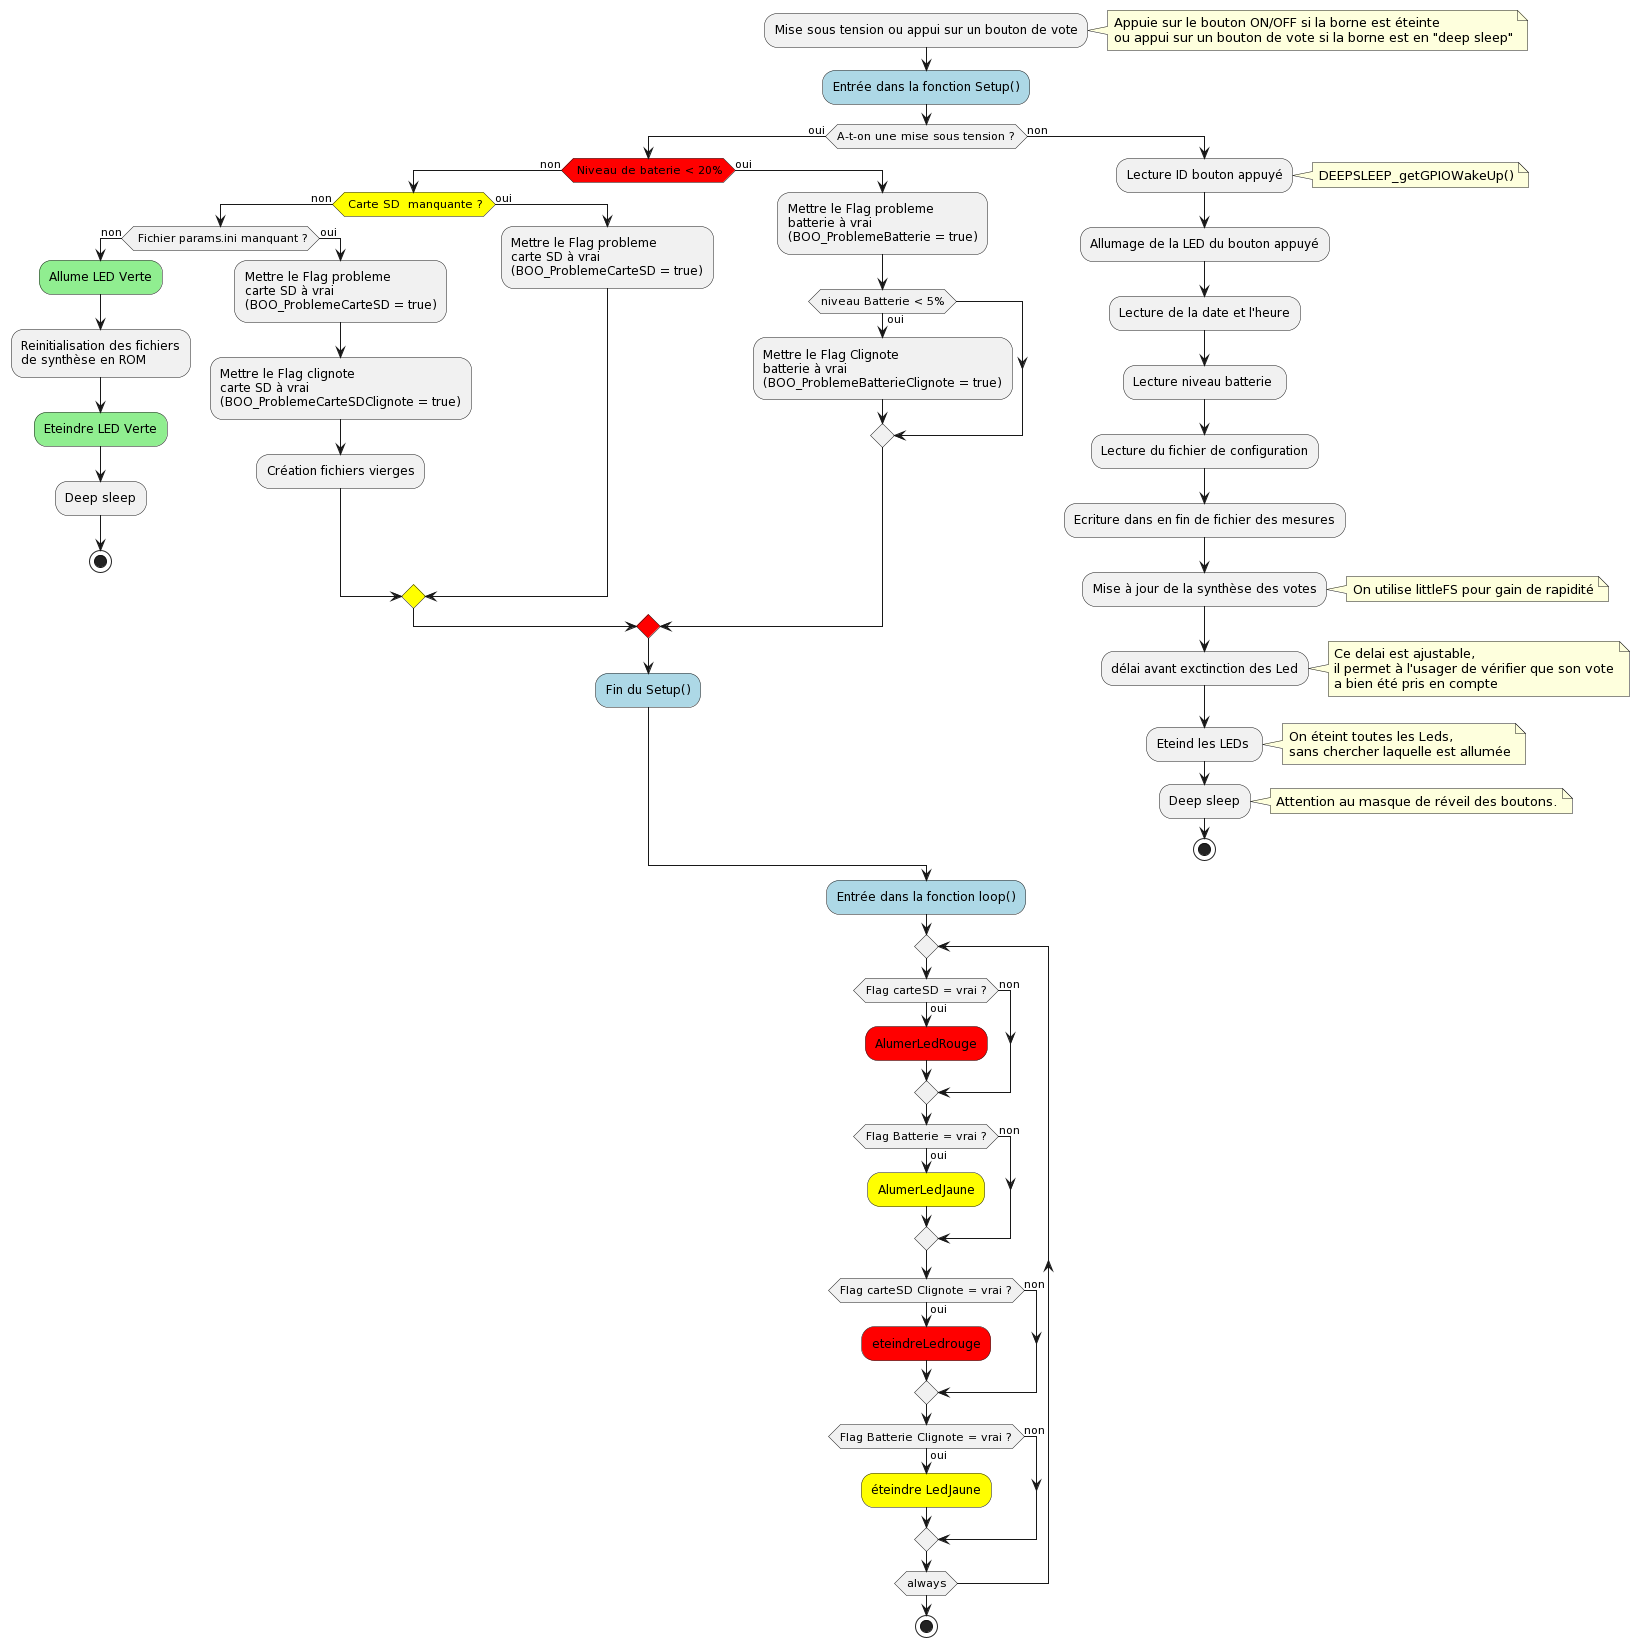 Mise sous tension ou appui sur un bouton de vote
Appuie sur le bouton ON/OFF si la borne est éteinte
ou appui sur un bouton de vote si la borne est en "deep sleep"
Entrée dans la fonction Setup()
oui
A-t-on une mise sous tension ?
non
non
Niveau de baterie < 20%
oui
non
Carte SD  manquante ?
oui
non
Fichier params.ini manquant ?
oui
Allume LED Verte
Reinitialisation des fichiers
de synthèse en ROM
Eteindre LED Verte
Deep sleep
Mettre le Flag probleme
carte SD à vrai
(BOO_ProblemeCarteSD = true)
Mettre le Flag clignote
carte SD à vrai
(BOO_ProblemeCarteSDClignote = true)
Création fichiers vierges
Mettre le Flag probleme
carte SD à vrai
(BOO_ProblemeCarteSD = true)
Mettre le Flag probleme
batterie à vrai
(BOO_ProblemeBatterie = true)
niveau Batterie < 5%
oui
Mettre le Flag Clignote
batterie à vrai
(BOO_ProblemeBatterieClignote = true)
Fin du Setup()
Lecture ID bouton appuyé
DEEPSLEEP_getGPIOWakeUp()
Allumage de la LED du bouton appuyé
Lecture de la date et l'heure
Lecture niveau batterie
Lecture du fichier de configuration
Ecriture dans en fin de fichier des mesures
Mise à jour de la synthèse des votes
On utilise littleFS pour gain de rapidité
délai avant exctinction des Led
Ce delai est ajustable,
il permet à l'usager de vérifier que son vote
a bien été pris en compte
Eteind les LEDs
On éteint toutes les Leds,
sans chercher laquelle est allumée
Deep sleep
Attention au masque de réveil des boutons.
Entrée dans la fonction loop()
Flag carteSD = vrai ?
non
oui
AlumerLedRouge
Flag Batterie = vrai ?
non
oui
AlumerLedJaune
Flag carteSD Clignote = vrai ?
non
oui
eteindreLedrouge
Flag Batterie Clignote = vrai ?
non
oui
éteindre LedJaune
always